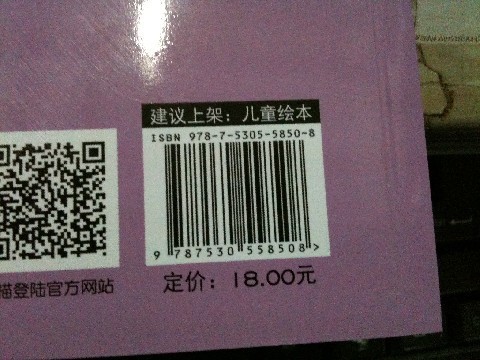 建议上架：儿童绘本
ISBN 978-7-5305-5850-8
9 787530 558508 >
定价：18.00元
描登陆官方网站